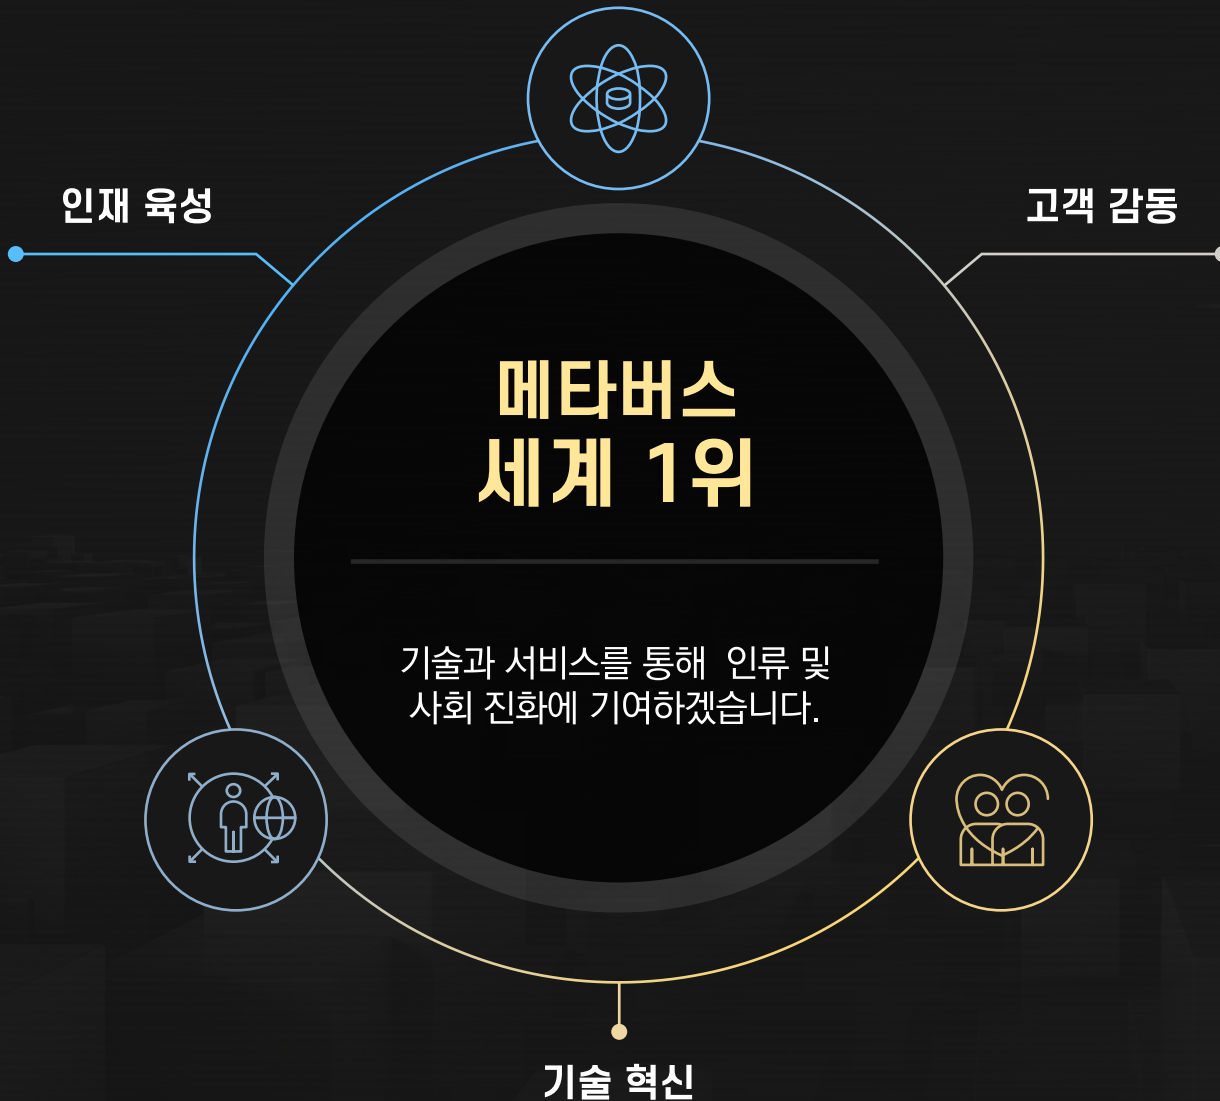 인재 육성
고객 감동
메타버스
세계 1위
기술과 서비스를 통해 인류 및
사회 진화에 기여하겠습니다.
기술 혁신